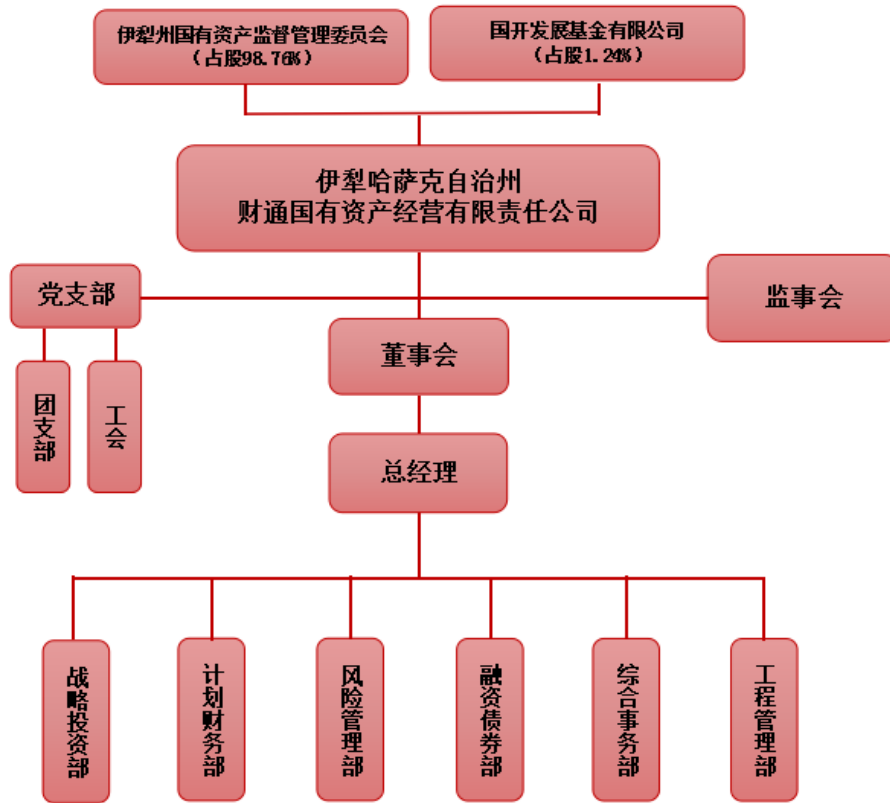 伊犁州国有资产监督管理委员会
（占股98.76%）
国开发展基金有限公司
（占股1.24%）
伊犁哈萨克自治州
财通国有资产经营有限责任公司
党支部
监事会
董事会
团支部
工会
总经理
战略投资部
计划财务部
风险管理部
融资债券部
综合事务部
工程管理部